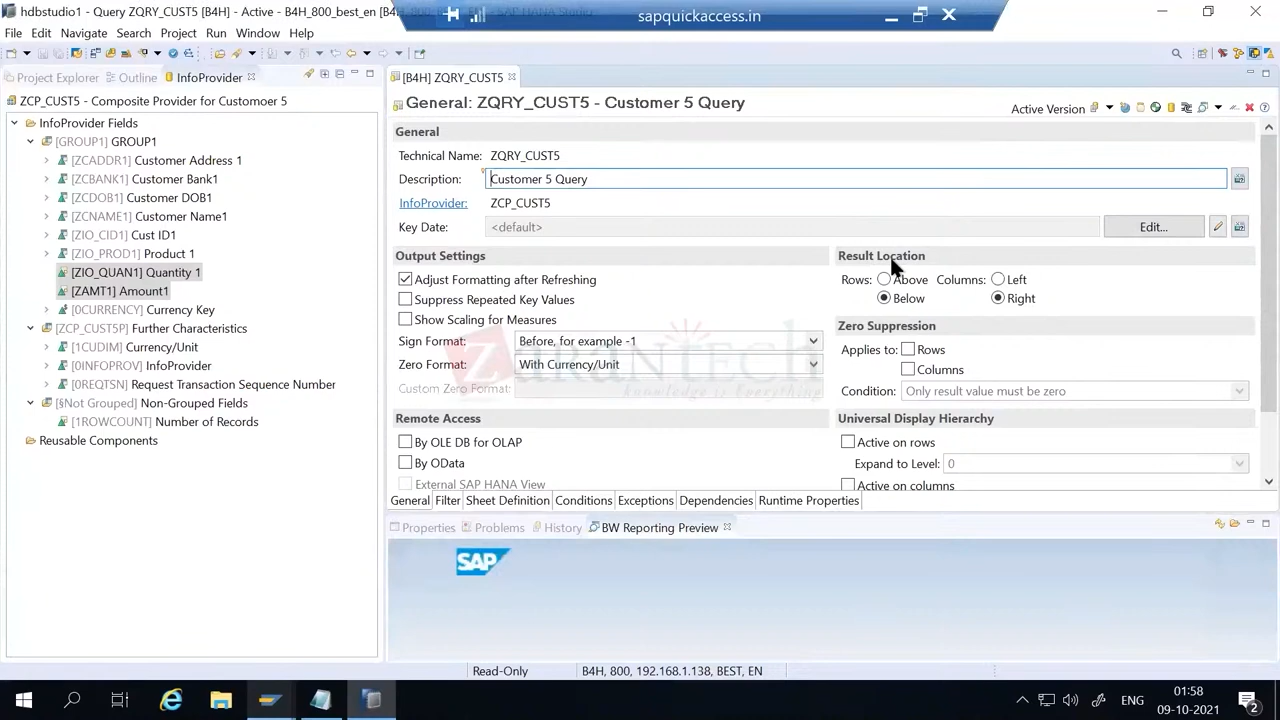 hdbstudio1 - Query ZQRY_CUST5 [B4H] - Active - B4H_800_best_en
sapquickaccess.in
File Edit Navigate Search Project Run Window Help
Project Explorer Outline InfoProvider
[B4H] ZQRY_CUST5
ZCP_CUST5 - Composite Provider for Customoer 5
General: ZQRY_CUST5 - Customer 5 Query
Active Version
InfoProvider Fields
[GROUP1] GROUP1
[ZCADDR1] Customer Address 1
[ZCBANK1] Customer Bank1
[ZCDOB1] Customer DOB1
[ZCNAME1] Customer Name1
[ZIO_CID1] Cust ID1
[ZIO_PROD1] Product 1
[ZIO_QUAN1] Quantity 1
[ZAMT1] Amount1
[0CURRENCY] Currency Key
[ZCP_CUST5P] Further Characteristics
[1CUDIM] Currency/Unit
[0INFOPROV] InfoProvider
[0REQTSN] Request Transaction Sequence Number
[§Not Grouped] Non-Grouped Fields
[1ROWCOUNT] Number of Records
Reusable Components
General
Technical Name: ZQRY_CUST5
Description: Customer 5 Query
InfoProvider: ZCP_CUST5
Key Date: <default> Edit...
Output Settings
Adjust Formatting after Refreshing
Suppress Repeated Key Values
Show Scaling for Measures
Sign Format: Before, for example -1
Zero Format: With Currency/Unit
Custom Zero Format:
Result Location
Rows: Above Columns: Left
Below Right
Zero Suppression
Applies to: Rows
Columns
Condition: Only result value must be zero
Remote Access
By OLE DB for OLAP
By OData
External SAP HANA View
Universal Display Hierarchy
Active on rows
Expand to Level: 0
Active on columns
ZaranTech
knowledge is Everything
General Filter Sheet Definition Conditions Exceptions Dependencies Runtime Properties
Properties Problems History BW Reporting Preview
SAP
Read-Only B4H, 800, 192.168.1.138, BEST, EN
ENG
01:58
09-10-2021
2